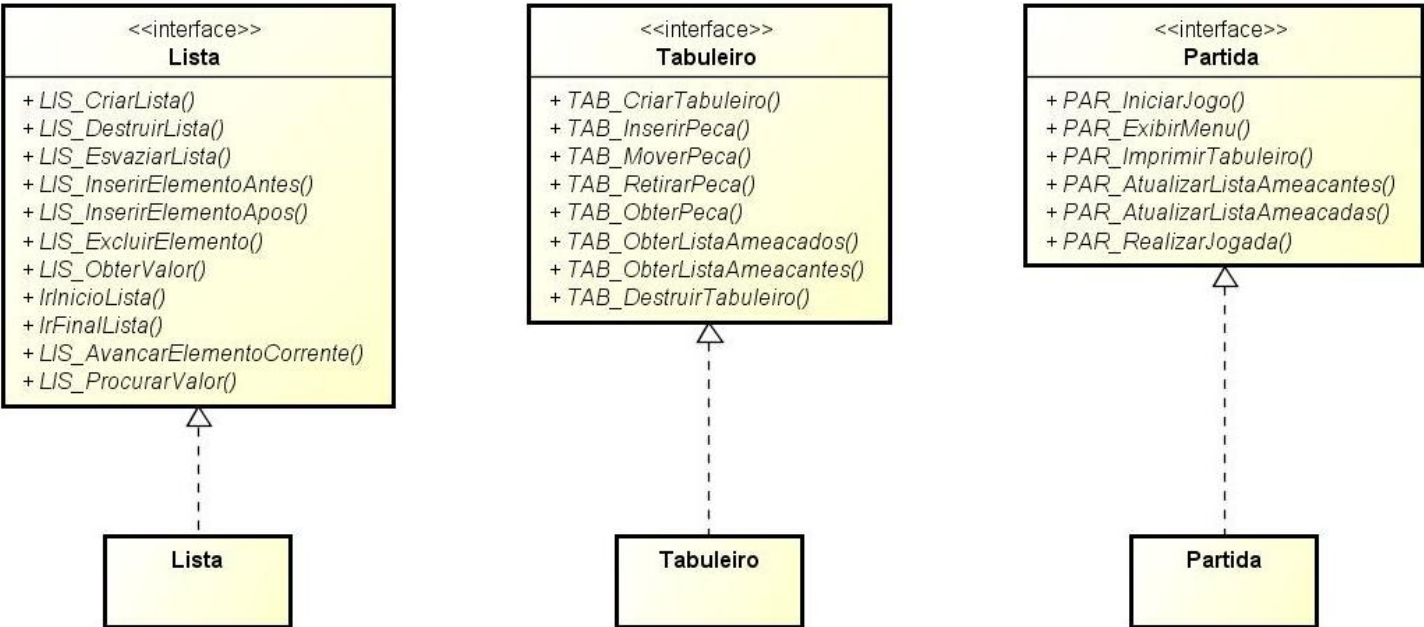 <<interface>>
Lista
+ LIS_CriarLista()
+ LIS_DestruirLista()
+ LIS_EsvaziarLista()
+ LIS_InserirElementoAntes()
+ LIS_InserirElementoApos()
+ LIS_ExcluirElemento()
+ LIS_ObterValor()
+ IrInicioLista()
+ IrFinalLista()
+ LIS_AvancarElementoCorrente()
+ LIS_ProcurarValor()
Lista
<<interface>>
Tabuleiro
+ TAB_CriarTabuleiro()
+ TAB_InserirPeca()
+ TAB_MoverPeca()
+ TAB_RetirarPeca()
+ TAB_ObterPeca()
+ TAB_ObterListaAmeacados()
+ TAB_ObterListaAmeacantes()
+ TAB_DestruirTabuleiro()
Tabuleiro
<<interface>>
Partida
+ PAR_IniciarJogo()
+ PAR_ExibirMenu()
+ PAR_ImprimirTabuleiro()
+ PAR_AtualizarListaAmeacantes()
+ PAR_AtualizarListaAmeacadas()
+ PAR_RealizarJogada()
Partida